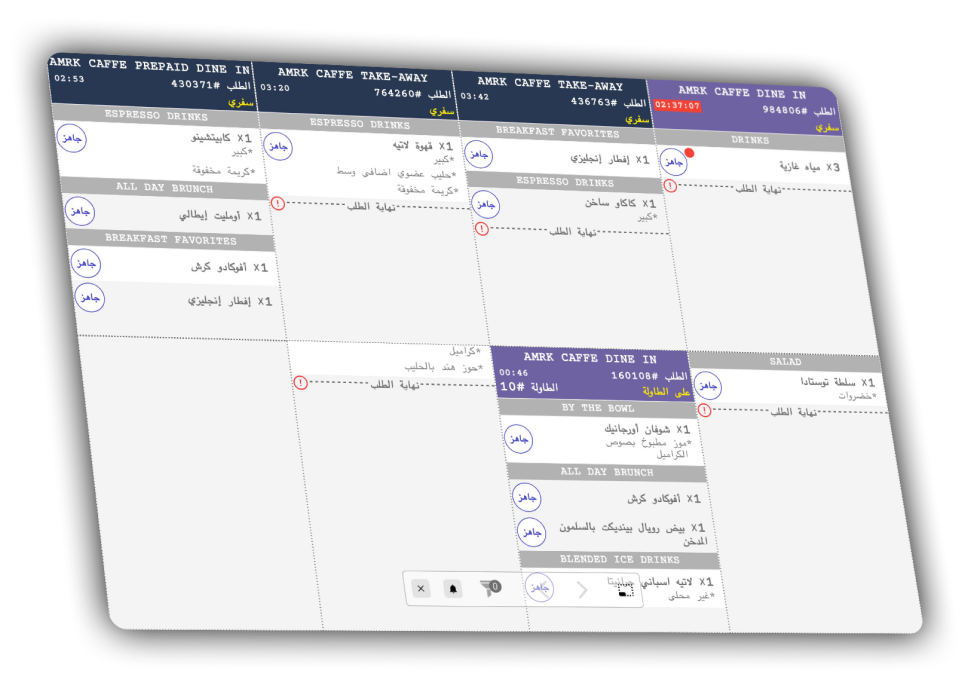 AMRK CAFFE PREPAID DINE IN
02:53
الطلب #430371
سفري
ESPRESSO DRINKS
X1 كابيتشينو
جاهز
*كبير
*كريمة مخفوقة
ALL DAY BRUNCH
X1 أومليت إيطالي
جاهز
BREAKFAST FAVORITES
X1 أفوكادو كرش
جاهز
X1 إفطار إنجليزي
جاهز
AMRK CAFFE TAKE-AWAY
03:20
الطلب #764260
سفري
ESPRESSO DRINKS
X1 قهوة لاتيه
جاهز
*كبير
*حليب عضوي اضافى وسط
*كريمة مخفوقة
نهاية الطلب
*كراميل
*جوز هند بالحليب
نهاية الطلب
AMRK CAFFE TAKE-AWAY
03:42
الطلب #436763
سفري
BREAKFAST FAVORITES
X1 إفطار إنجليزي
جاهز
ESPRESSO DRINKS
X1 كاكاو ساخن
جاهز
*كبير
نهاية الطلب
AMRK CAFFE DINE IN
00:46
الطلب #160108
على الطاولة
الطاولة #10
BY THE BOWL
X1 شوفان أورجانيك
جاهز
*موز مطبوخ بصوص
الكراميل
ALL DAY BRUNCH
X1 أفوكادو كرش
جاهز
X1 بيض رويال بينديكت بالسلمون
المدخن
جاهز
BLENDED ICE DRINKS
X1 لاتيه اسباني
جاهز
*غير محلى
0
AMRK CAFFE DINE IN
02:37:07
الطلب #984806
سفري
DRINKS
X3 مياه غازية
جاهز
نهاية الطلب
SALAD
X1 سلطة توستادا
جاهز
*خضروات
نهاية الطلب